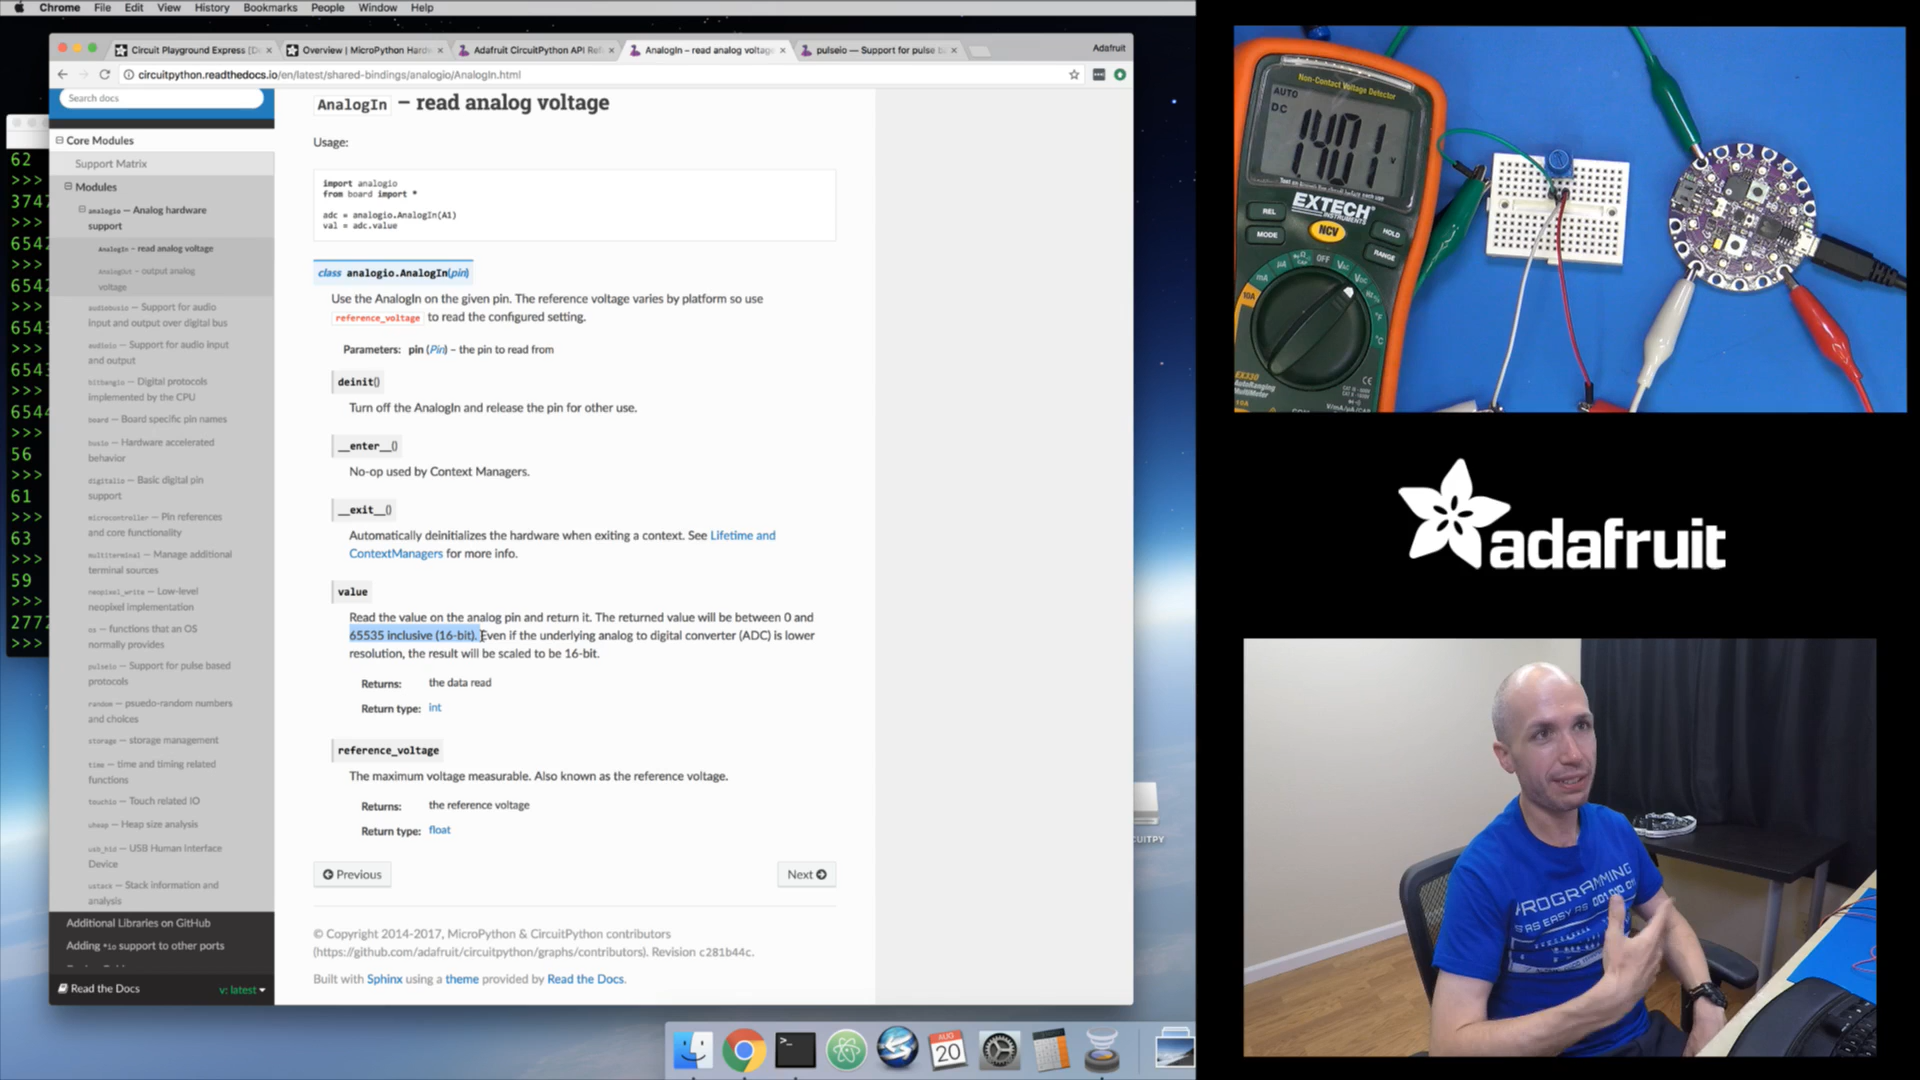 Chrome File Edit View History Bookmarks People Window Help
Circuit Playground Express [D
Overview | MicroPython Hard
Adafruit CircuitPython API Ref
AnalogIn – read analog voltage
pulseio — Support for pulse b
Adafruit
circuitpython.readthedocs.io/en/latest/shared-bindings/analogio/AnalogIn.html
62
>>>
3747
>>>
6542
>>>
6542
>>>
6543
>>>
6543
>>>
6544
>>>
56
>>>
61
>>>
63
>>>
59
>>>
2772
>>>
Search docs
Core Modules
Support Matrix
Modules
analogio — Analog hardware
support
AnalogIn – read analog voltage
AnalogOut – output analog
voltage
audiobusio — Support for audio
input and output over digital bus
audioio — Support for audio input
and output
bitbangio — Digital protocols
implemented by the CPU
board — Board specific pin names
busio — Hardware accelerated
behavior
digitalio — Basic digital pin
support
microcontroller — Pin references
and core functionality
multiterminal — Manage additional
terminal sources
neopixel_write — Low-level
neopixel implementation
os — functions that an OS
normally provides
pulseio — Support for pulse based
protocols
random — psuedo-random numbers
and choices
storage — storage management
time — time and timing related
functions
touchio — Touch related IO
uheap — Heap size analysis
usb_hid — USB Human Interface
Device
ustack — Stack information and
analysis
Additional Libraries on GitHub
Adding *io support to other ports
Read the Docs
v: latest
AnalogIn – read analog voltage
Usage:
import analogio
from board import *
adc = analogio.AnalogIn(A1)
val = adc.value
class analogio.AnalogIn(pin)
Use the AnalogIn on the given pin. The reference voltage varies by platform so use
reference_voltage to read the configured setting.
Parameters: pin (Pin) – the pin to read from
deinit()
Turn off the AnalogIn and release the pin for other use.
__enter__()
No-op used by Context Managers.
__exit__()
Automatically deinitializes the hardware when exiting a context. See Lifetime and
ContextManagers for more info.
value
Read the value on the analog pin and return it. The returned value will be between 0 and
65535 inclusive (16-bit). Even if the underlying analog to digital converter (ADC) is lower
resolution, the result will be scaled to be 16-bit.
Returns: the data read
Return type: int
reference_voltage
The maximum voltage measurable. Also known as the reference voltage.
Returns: the reference voltage
Return type: float
Previous
Next
© Copyright 2014-2017, MicroPython & CircuitPython contributors
(https://github.com/adafruit/circuitpython/graphs/contributors). Revision c281b44c.
Built with Sphinx using a theme provided by Read the Docs.
AUG
20
Non-Contact Voltage Detector
AUTO
DC
V
EXTECH
INSTRUMENTS
REL
MODE
NCV
HOLD
RANGE
OFF
mA
10A
EX330
AutoRanging
MultiMeter
adafruit
PROGRAMMING